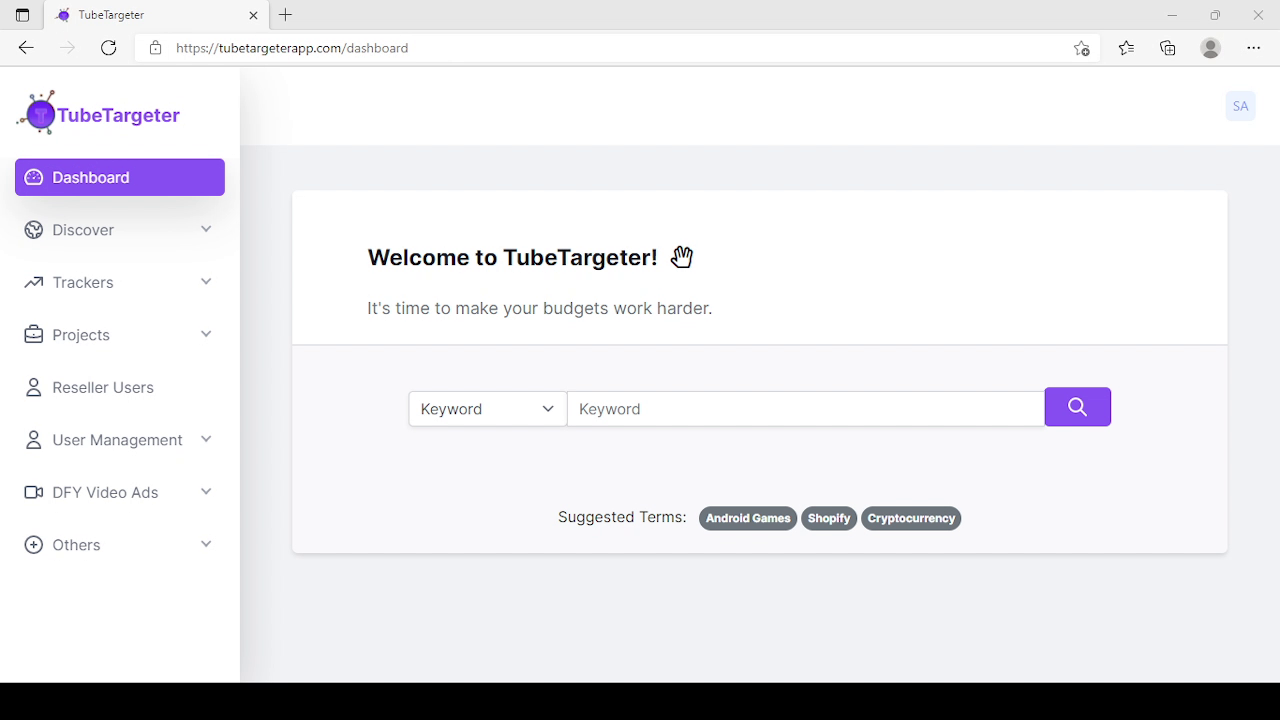 TubeTargeter
https://tubetargeterapp.com/dashboard
TubeTargeter
SA
Dashboard
Discover
Trackers
Projects
Reseller Users
User Management
DFY Video Ads
Others
Welcome to TubeTargeter!
It's time to make your budgets work harder.
Keyword Keyword
Suggested Terms: Android Games Shopify Cryptocurrency